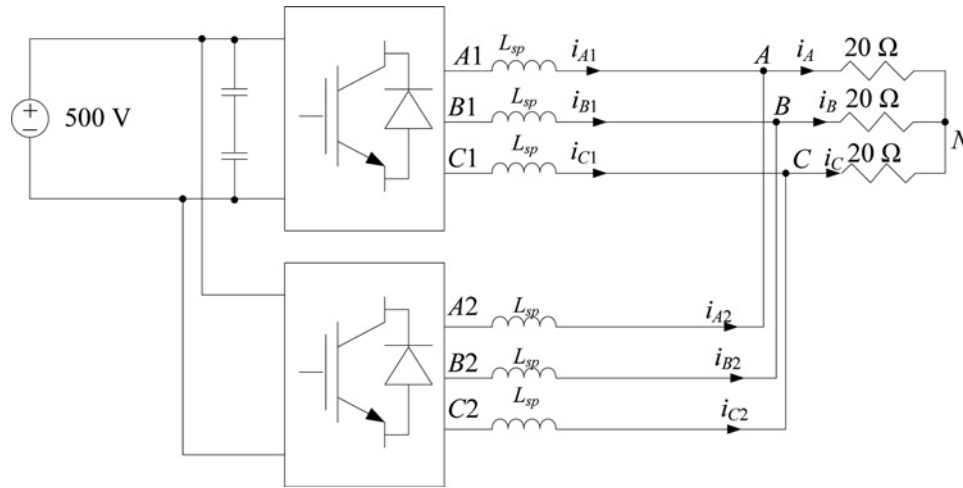 500 V
A1
L_sp
i_A1
A
i_A
20 Ω
B1
L_sp
i_B1
B
i_B
20 Ω
N
C1
L_sp
i_C1
C
i_C
20 Ω
A2
L_sp
i_A2
B2
L_sp
i_B2
C2
L_sp
i_C2